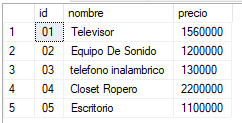 id nombre precio
1 01 Televisor 1560000
2 02 Equipo De Sonido 1200000
3 03 telefono inalambrico 130000
4 04 Closet Ropero 2200000
5 05 Escritorio 1100000